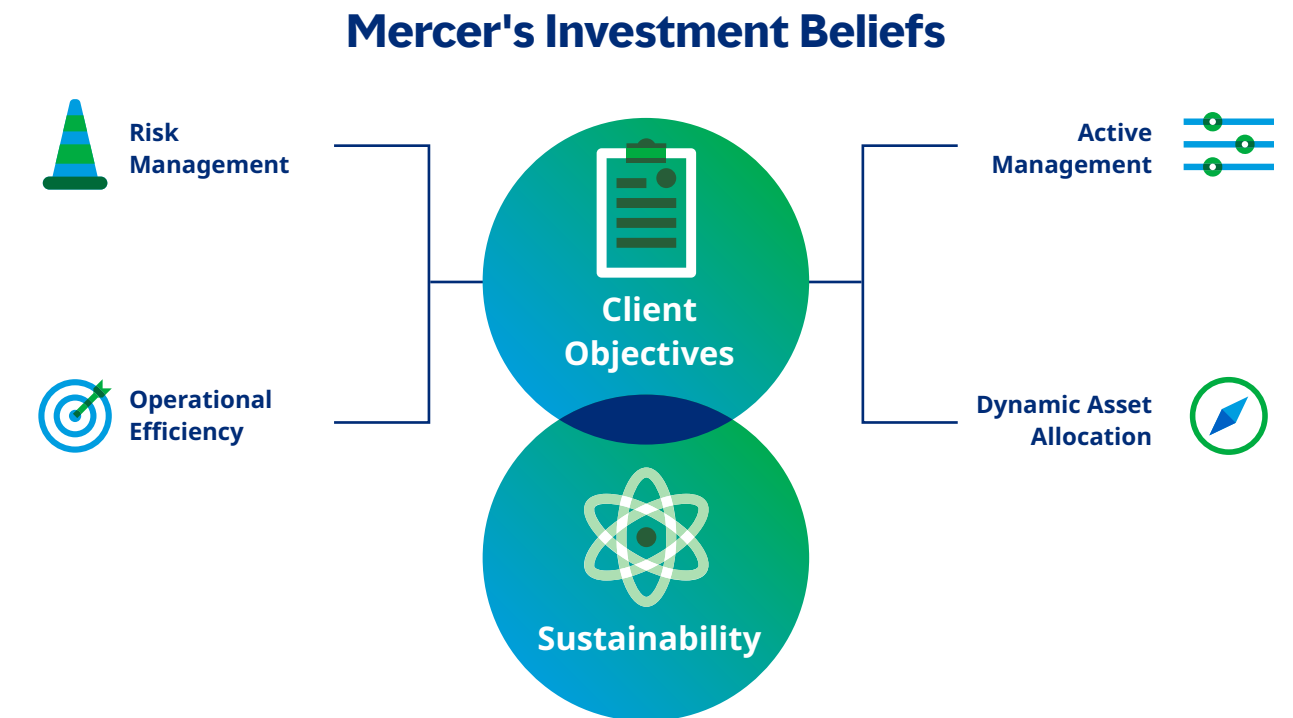 Mercer's Investment Beliefs
Risk
Management
Active
Management
Client
Objectives
Operational
Efficiency
Dynamic Asset
Allocation
Sustainability